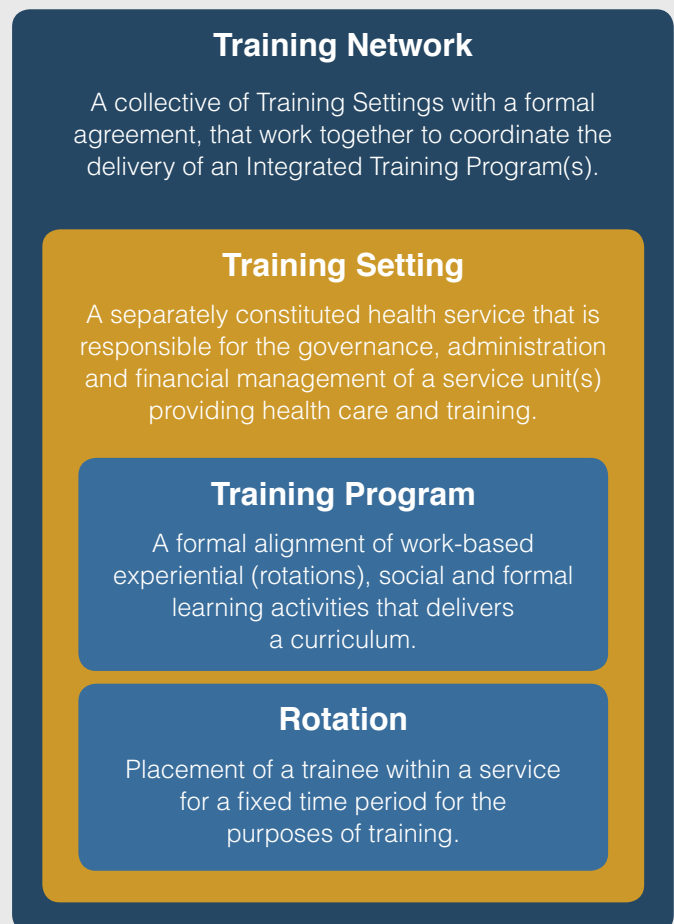 Training Network
A collective of Training Settings with a formal
agreement, that work together to coordinate the
delivery of an Integrated Training Program(s).
Training Setting
A separately constituted health service that is
responsible for the governance, administration
and financial management of a service unit(s)
providing health care and training.
Training Program
A formal alignment of work-based
experiential (rotations), social and formal
learning activities that delivers
a curriculum.
Rotation
Placement of a trainee within a service
for a fixed time period for the
purposes of training.